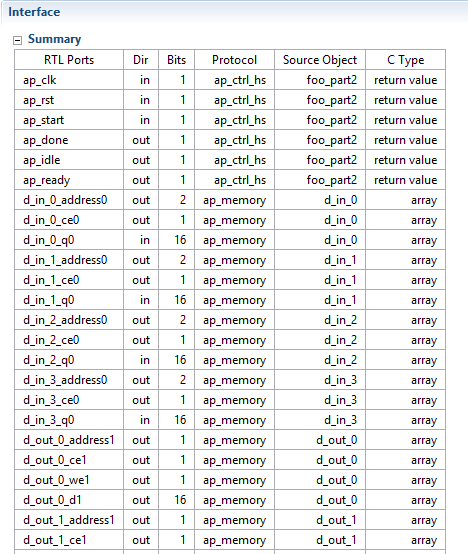 Interface
Summary
RTL Ports Dir Bits Protocol Source Object C Type
ap_clk in 1 ap_ctrl_hs foo_part2 return value
ap_rst in 1 ap_ctrl_hs foo_part2 return value
ap_start in 1 ap_ctrl_hs foo_part2 return value
ap_done out 1 ap_ctrl_hs foo_part2 return value
ap_idle out 1 ap_ctrl_hs foo_part2 return value
ap_ready out 1 ap_ctrl_hs foo_part2 return value
d_in_0_address0 out 2 ap_memory d_in_0 array
d_in_0_ce0 out 1 ap_memory d_in_0 array
d_in_0_q0 in 16 ap_memory d_in_0 array
d_in_1_address0 out 2 ap_memory d_in_1 array
d_in_1_ce0 out 1 ap_memory d_in_1 array
d_in_1_q0 in 16 ap_memory d_in_1 array
d_in_2_address0 out 2 ap_memory d_in_2 array
d_in_2_ce0 out 1 ap_memory d_in_2 array
d_in_2_q0 in 16 ap_memory d_in_2 array
d_in_3_address0 out 2 ap_memory d_in_3 array
d_in_3_ce0 out 1 ap_memory d_in_3 array
d_in_3_q0 in 16 ap_memory d_in_3 array
d_out_0_address1 out 1 ap_memory d_out_0 array
d_out_0_ce1 out 1 ap_memory d_out_0 array
d_out_0_we1 out 1 ap_memory d_out_0 array
d_out_0_d1 out 16 ap_memory d_out_0 array
d_out_1_address1 out 1 ap_memory d_out_1 array
d_out_1_ce1 out 1 ap_memory d_out_1 array